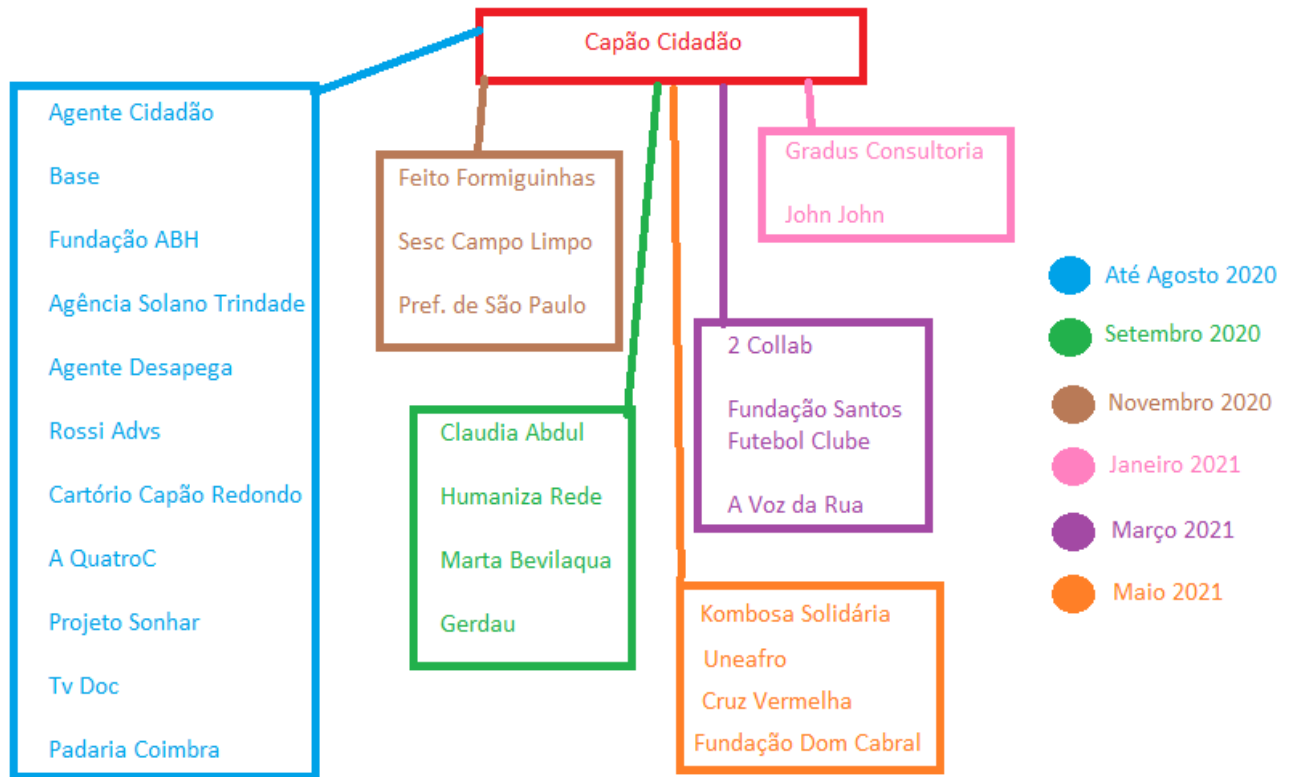 Capão Cidadão
Agente Cidadão
Base
Fundação ABH
Agência Solano Trindade
Agente Desapega
Rossi Advs
Cartório Capão Redondo
A QuatroC
Projeto Sonhar
Tv Doc
Padaria Coimbra
Feito Formiguinhas
Sesc Campo Limpo
Pref. de São Paulo
Claudia Abdul
Humaniza Rede
Marta Bevilaqua
Gerdau
Kombosa Solidária
Uneafro
Cruz Vermelha
Fundação Dom Cabral
2 Collab
Fundação Santos
Futebol Clube
A Voz da Rua
Gradus Consultoria
John John
Até Agosto 2020
Setembro 2020
Novembro 2020
Janeiro 2021
Março 2021
Maio 2021